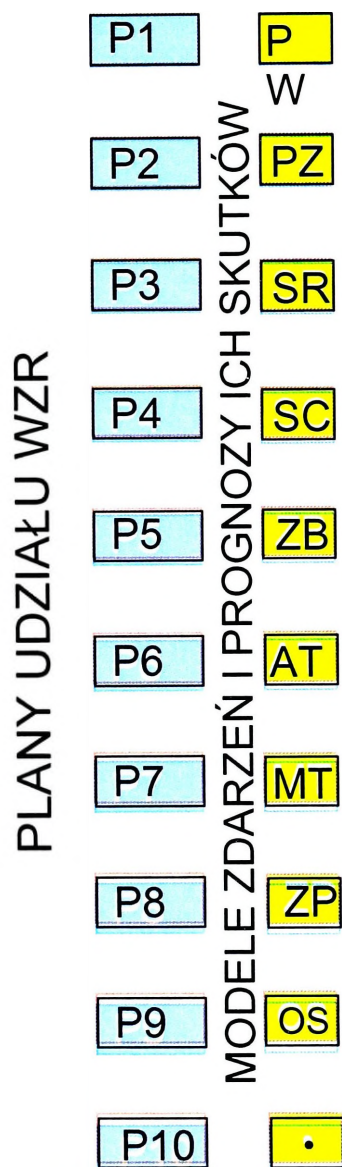 PLANY UDZIAŁU WZR
P1
P2
P3
P4
P5
P6
P7
P8
P9
P10
MODELE ZDARZEŃ I PROGNOZY ICH SKUTKÓW
P
W
PZ
SR
SC
ZB
AT
MT
ZP
OS
•